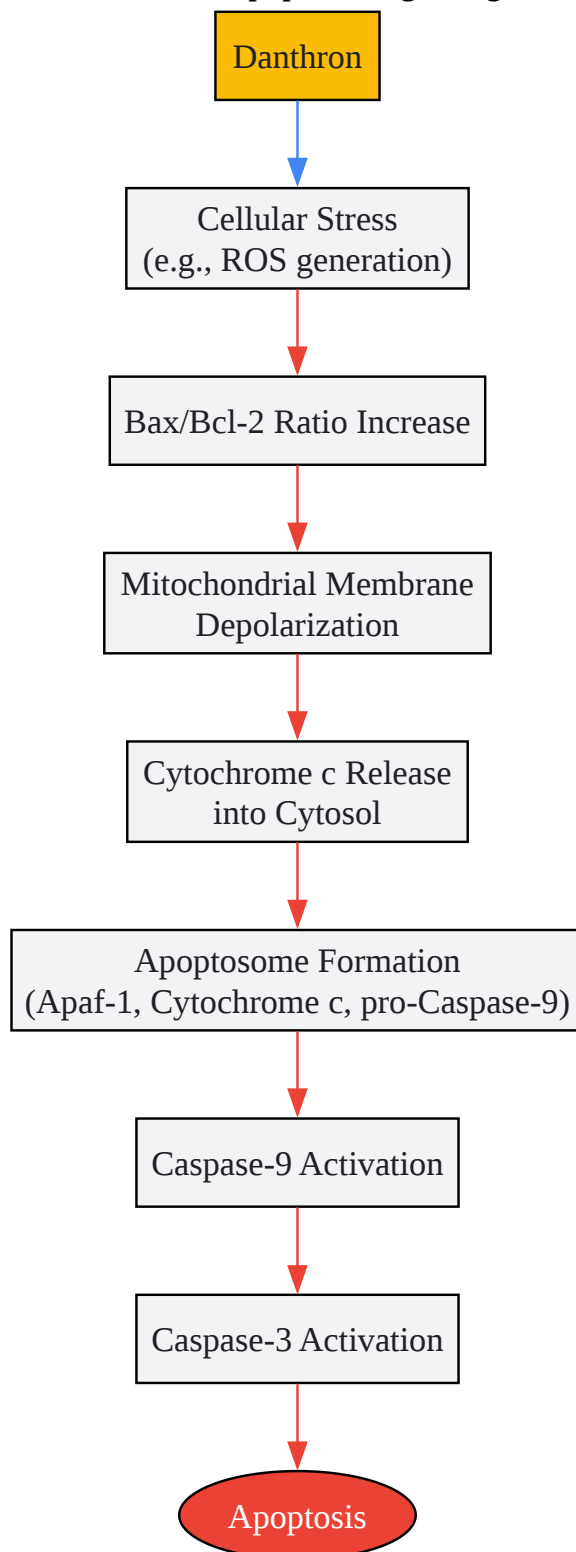 Danthron
Cellular Stress
(e.g., ROS generation)
Bax/Bcl-2 Ratio Increase
Mitochondrial Membrane
Depolarization
Cytochrome c Release
into Cytosol
Apoptosome Formation
(Apaf-1, Cytochrome c, pro-Caspase-9)
Caspase-9 Activation
Caspase-3 Activation
Apoptosis